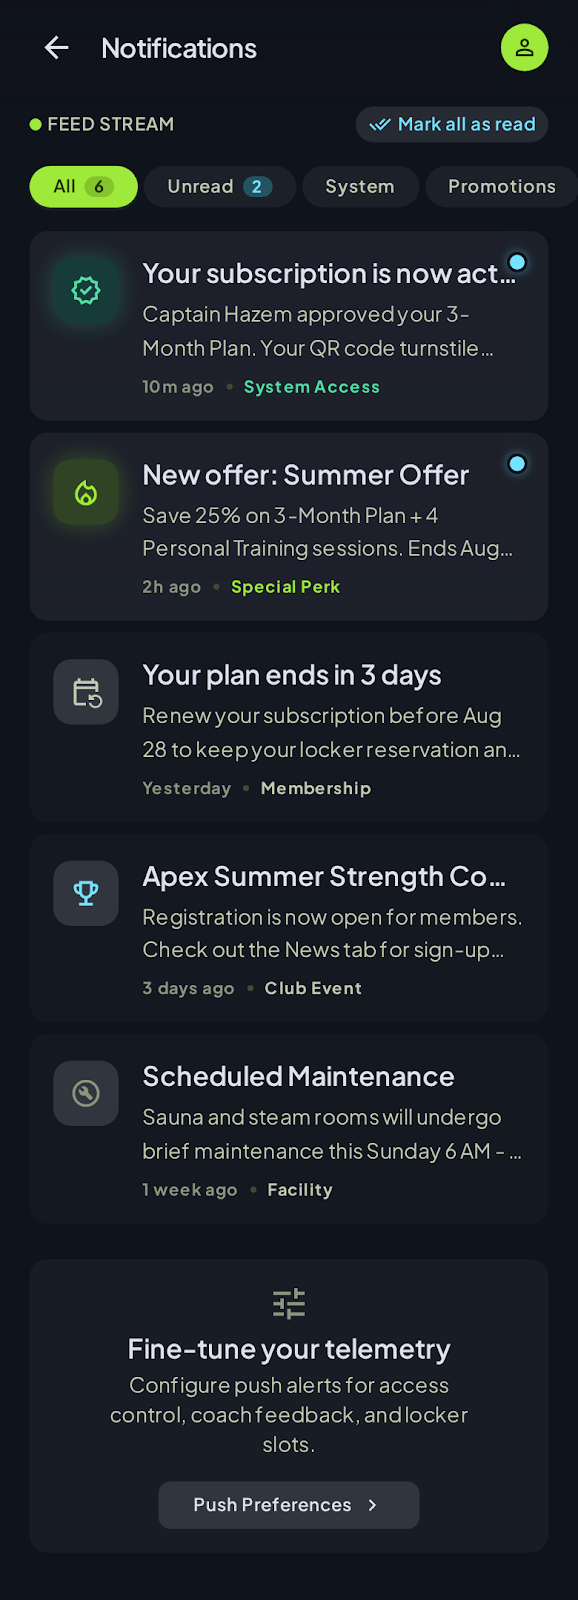 Notifications
FEED STREAM
Mark all as read
All 6
Unread 2
System
Promotions
Your subscription is now act...
Captain Hazem approved your 3-
Month Plan. Your QR code turnstile...
10m ago • System Access
New offer: Summer Offer
Save 25% on 3-Month Plan + 4
Personal Training sessions. Ends Aug...
2h ago • Special Perk
Your plan ends in 3 days
Renew your subscription before Aug
28 to keep your locker reservation an...
Yesterday • Membership
Apex Summer Strength Co...
Registration is now open for members.
Check out the News tab for sign-up...
3 days ago • Club Event
Scheduled Maintenance
Sauna and steam rooms will undergo
brief maintenance this Sunday 6 AM - ...
1 week ago • Facility
Fine-tune your telemetry
Configure push alerts for access
control, coach feedback, and locker
slots.
Push Preferences